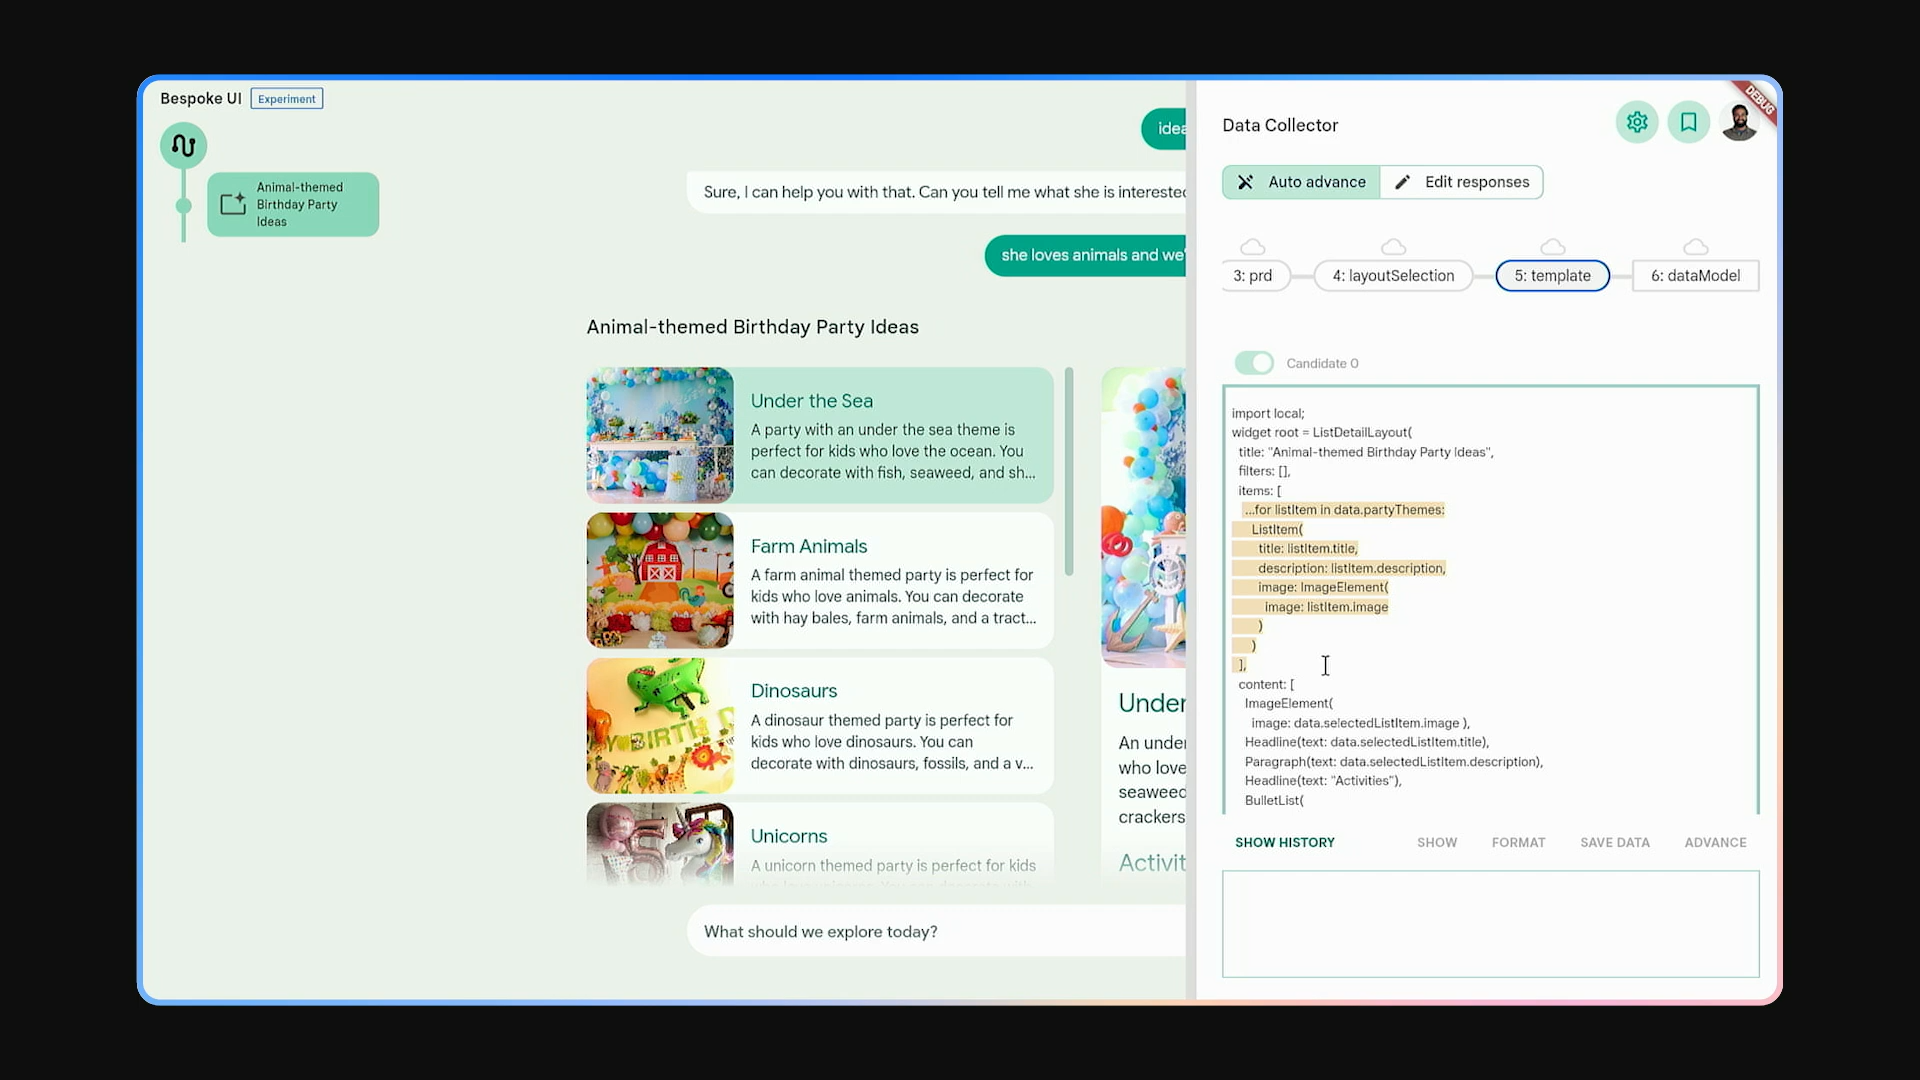 Bespoke UI
Experiment
Animal-themed
Birthday Party
Ideas
idea
Sure, I can help you with that. Can you tell me what she is interested
she loves animals and we'
Animal-themed Birthday Party Ideas
Under the Sea
A party with an under the sea theme is
perfect for kids who love the ocean. You
can decorate with fish, seaweed, and sh...
Farm Animals
A farm animal themed party is perfect for
kids who love animals. You can decorate
with hay bales, farm animals, and a tract...
Dinosaurs
A dinosaur themed party is perfect for
kids who love dinosaurs. You can
decorate with dinosaurs, fossils, and a v...
Unicorns
A unicorn themed party is perfect for kids
Under
An under
who love
seaweed
crackers
Activit
What should we explore today?
DEBUG
Data Collector
Auto advance
Edit responses
3: prd
4: layoutSelection
5: template
6: dataModel
Candidate 0
import local;
widget root = ListDetailLayout(
title: "Animal-themed Birthday Party Ideas",
filters: [],
items: [
...for listItem in data.partyThemes:
ListItem(
title: listItem.title,
description: listItem.description,
image: ImageElement(
image: listItem.image
)
)
],
content: [
ImageElement(
image: data.selectedListItem.image ),
Headline(text: data.selectedListItem.title),
Paragraph(text: data.selectedListItem.description),
Headline(text: "Activities"),
BulletList(
SHOW HISTORY
SHOW
FORMAT
SAVE DATA
ADVANCE